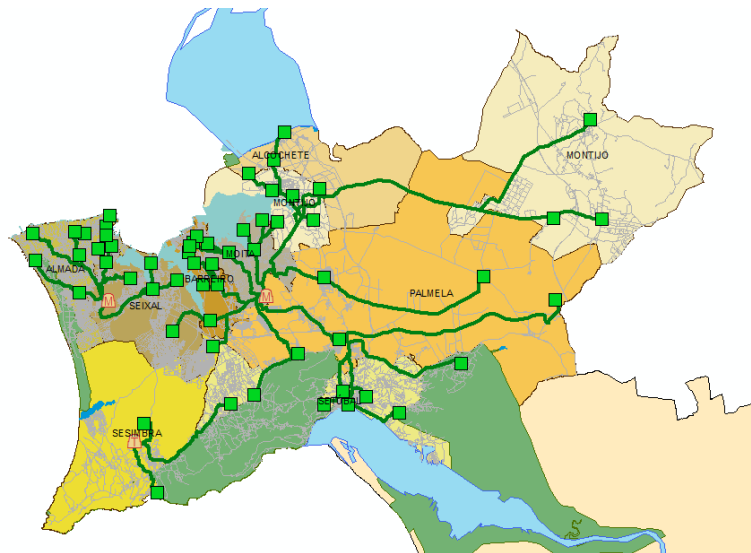 ALCOCHETE
MONTIJO
MONTIJO
MOITA
ALMADA
BARREIRO
PALMELA
M
M
SEIXAL
SETUBAL
SESIMBRA